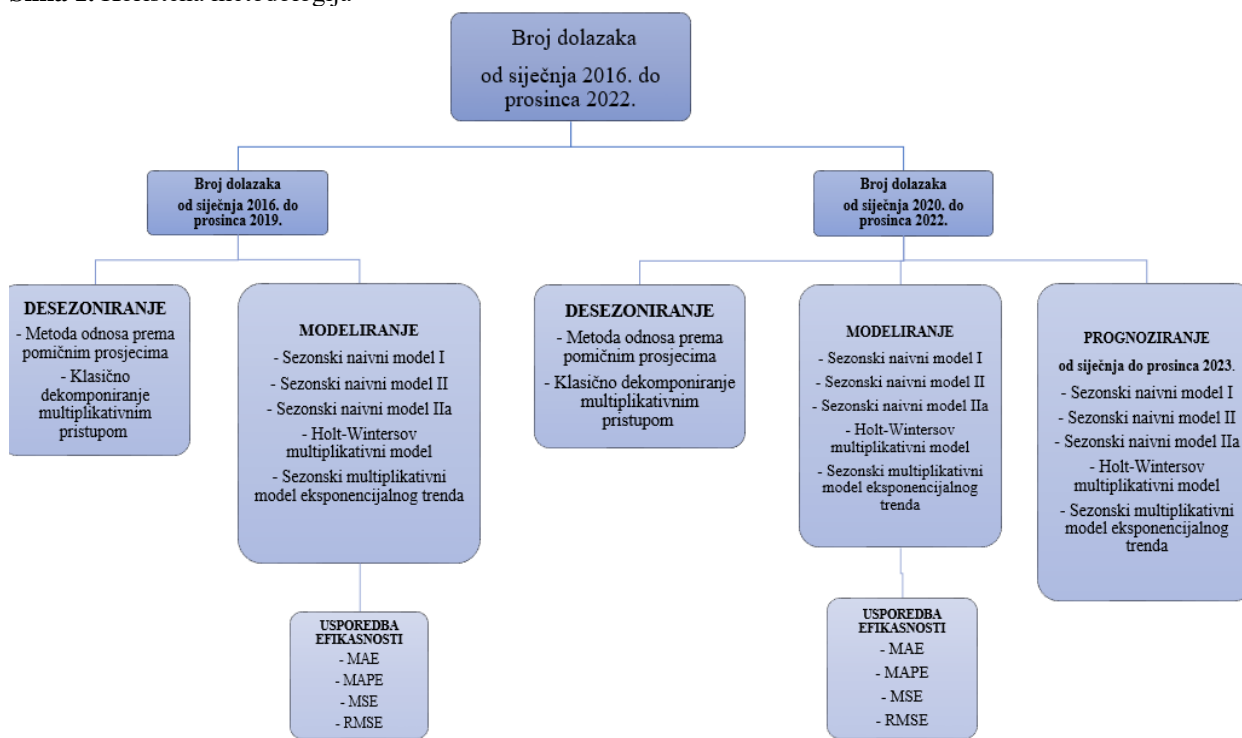 Slika 1. Korištena metodologija
Broj dolazaka
od siječnja 2016. do
prosinca 2022.
Broj dolazaka
od siječnja 2016. do
prosinca 2019.
Broj dolazaka
od siječnja 2020. do
prosinca 2022.
DESEZONIRANJE
- Metoda odnosa prema
pomičnim prosjecima
- Klasično
dekomponiranje
multiplikativnim
pristupom
MODELIRANJE
- Sezonski naivni model I
- Sezonski naivni model II
- Sezonski naivni model IIa
- Holt-Wintersov
multiplikativni model
- Sezonski multiplikativni
model eksponencijalnog trenda
DESEZONIRANJE
- Metoda odnosa prema
pomičnim prosjecima
- Klasično dekomponiranje
multiplikativnim
pristupom
MODELIRANJE
- Sezonski naivni model I
- Sezonski naivni model II
- Sezonski naivni model IIa
- Holt-Wintersov
multiplikativni model
- Sezonski multiplikativni
model eksponencijalnog
trenda
PROGNOZIRANJE
od siječnja do prosinca 2023.
- Sezonski naivni model I
- Sezonski naivni model II
- Sezonski naivni model IIa
- Holt-Wintersov
multiplikativni model
- Sezonski multiplikativni
model eksponencijalnog
trenda
USPOREDBA
EFIKASNOSTI
- MAE
- MAPE
- MSE
- RMSE
USPOREDBA
EFIKASNOSTI
- MAE
- MAPE
- MSE
- RMSE